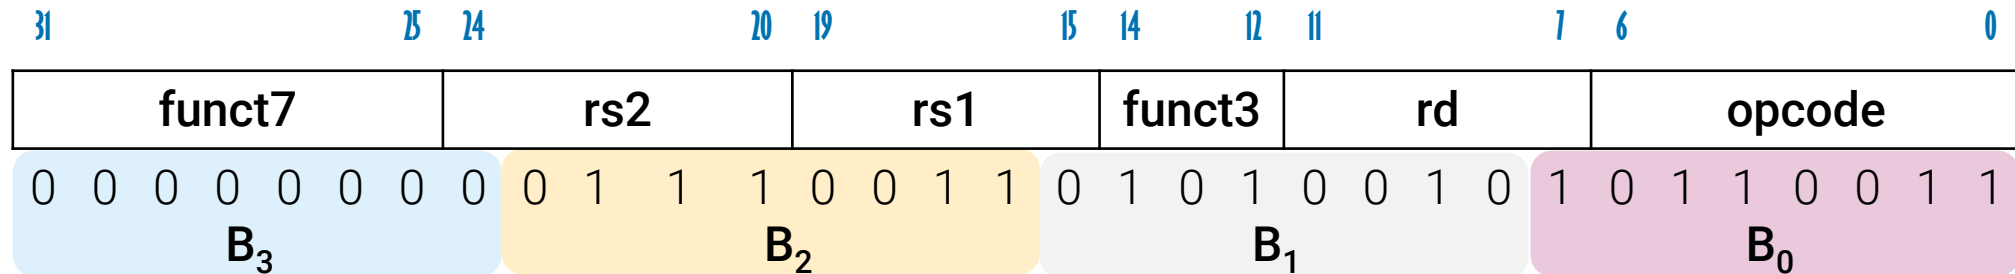 31 25 24 20 19 15 14 12 11 7 6 0
funct7 rs2 rs1 funct3 rd opcode
0 0 0 0 0 0 0 0 0 1 1 1 0 0 1 1 0 1 0 1 0 0 1 0 1 0 1 1 0 0 1 1
B₃ B₂ B₁ B₀